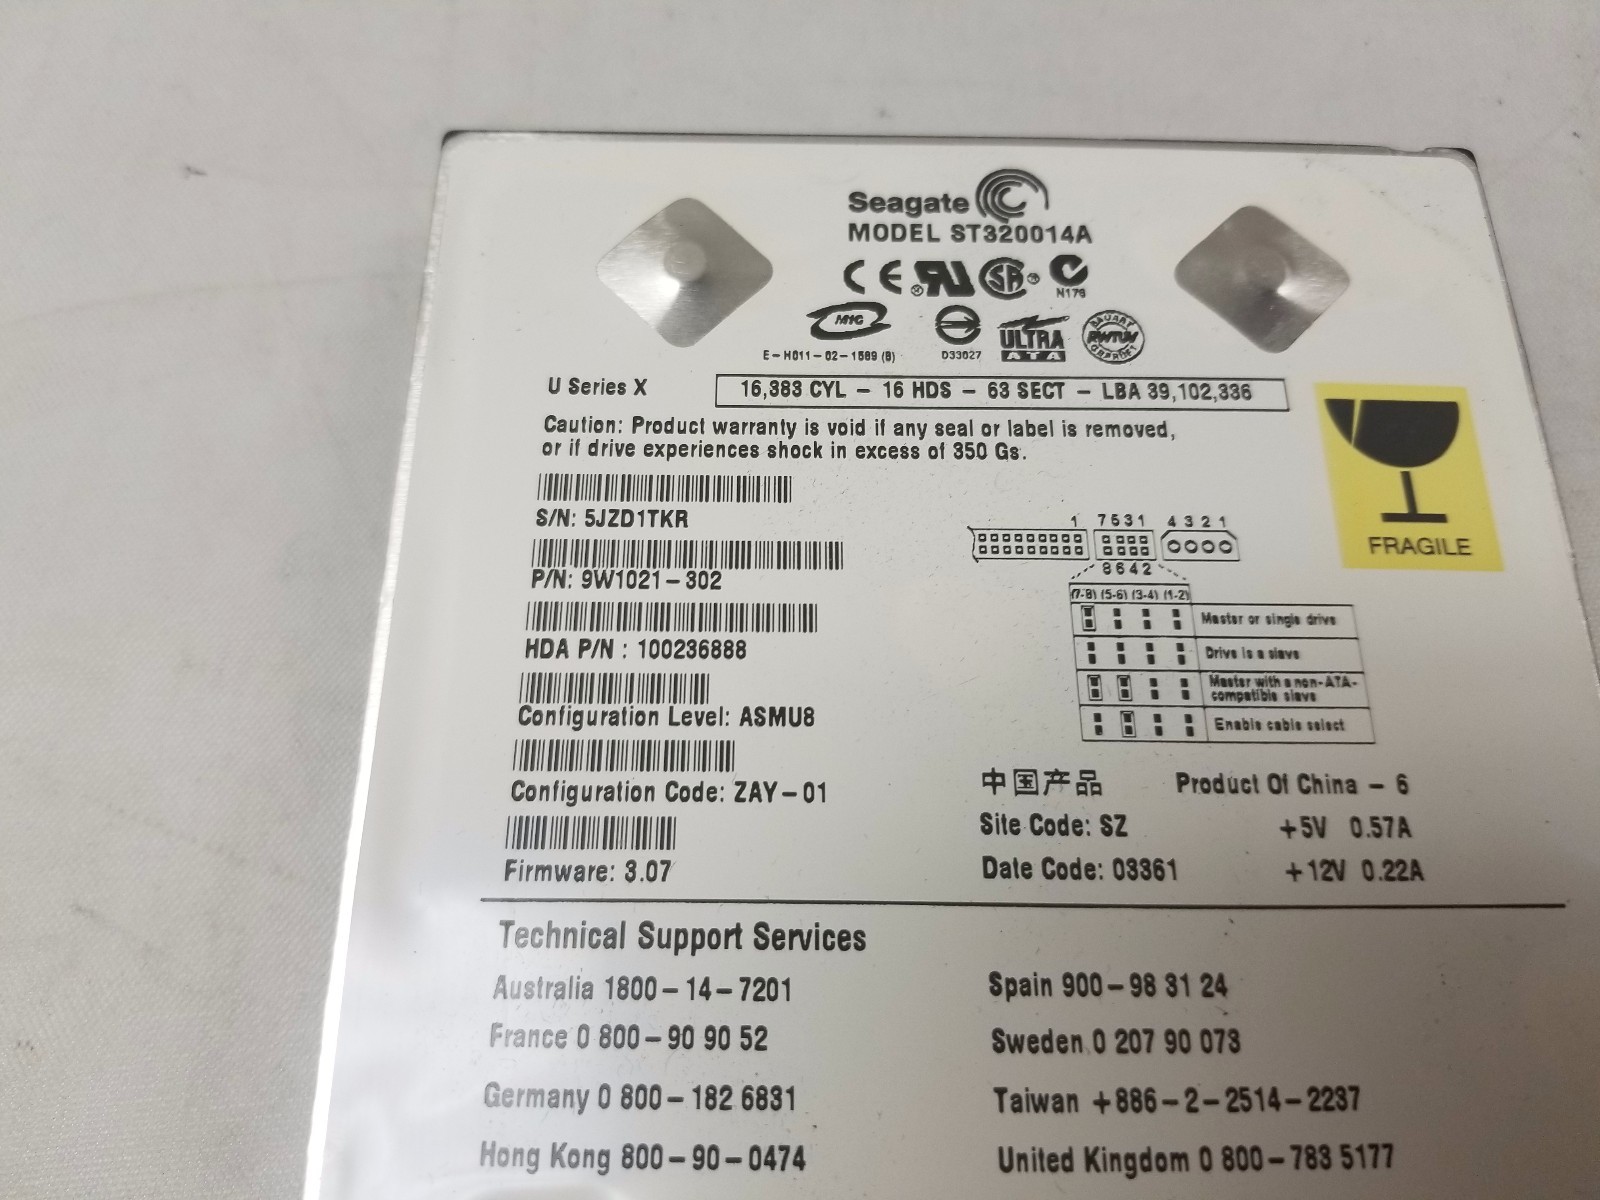 Seagate
MODEL ST320014A
N176
MIC
ULTRA
ATA
E-H011-02-1589 (B)
D33027
U Series X
16,383 CYL – 16 HDS – 63 SECT – LBA 39,102,336
Caution: Product warranty is void if any seal or label is removed,
or if drive experiences shock in excess of 350 Gs.
FRAGILE
S/N: 5JZD1TKR
P/N: 9W1021-302
HDA P/N : 100236888
Configuration Level: ASMU8
Configuration Code: ZAY-01
Firmware: 3.07
1 7531 4321
8642
(7-8) (5-6) (3-4) (1-2)
Master or single drive
Drive is a slave
Master with a non-ATA-
compatible slave
Enable cable select
中国产品 Product Of China – 6
Site Code: SZ +5V 0.57A
Date Code: 03361 +12V 0.22A
Technical Support Services
Australia 1800-14-7201
France 0 800-90 90 52
Germany 0 800-182 6831
Hong Kong 800-90-0474
Spain 900-98 31 24
Sweden 0 207 90 073
Taiwan +886-2-2514-2237
United Kingdom 0 800-783 5177